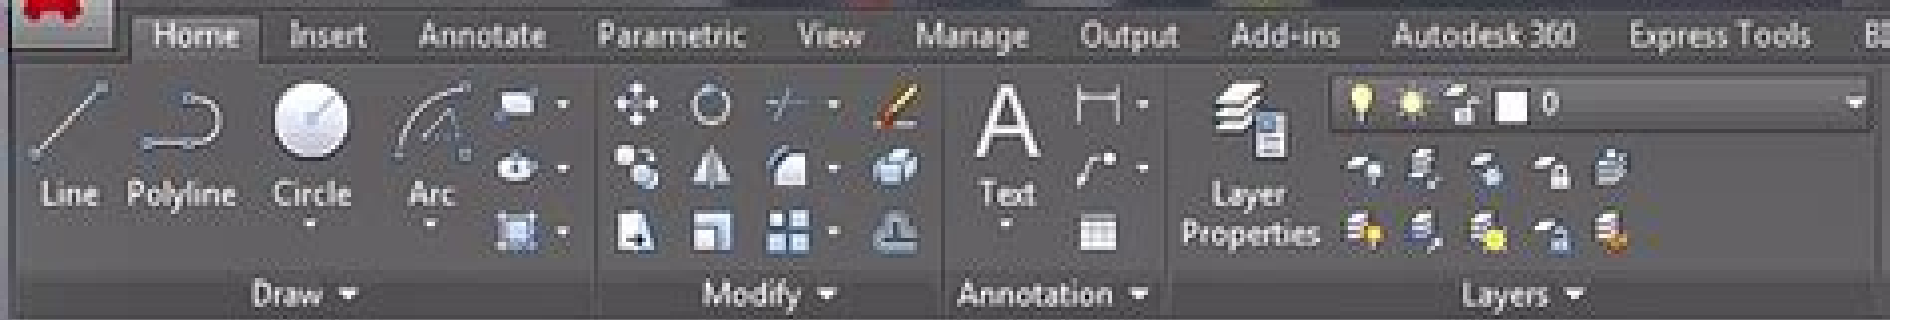 Home Insert Annotate Parametric View Manage Output Add-ins Autodesk 360 Express Tools
0
Line Polyline Circle Arc Text Layer Properties
Draw Modify Annotation Layers